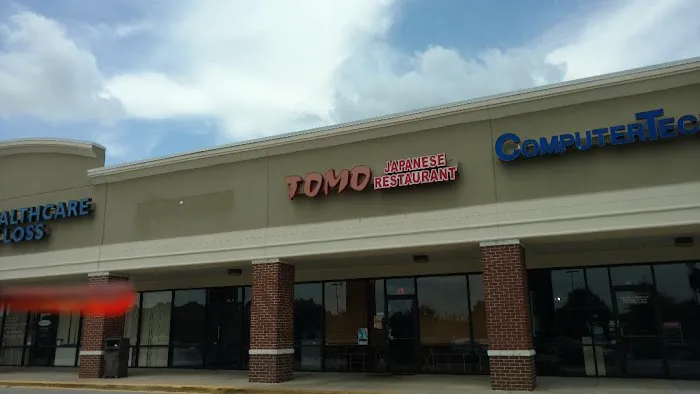 ALTHCARE
LOSS
TOMO
JAPANESE
RESTAURANT
COMPUTERTEC